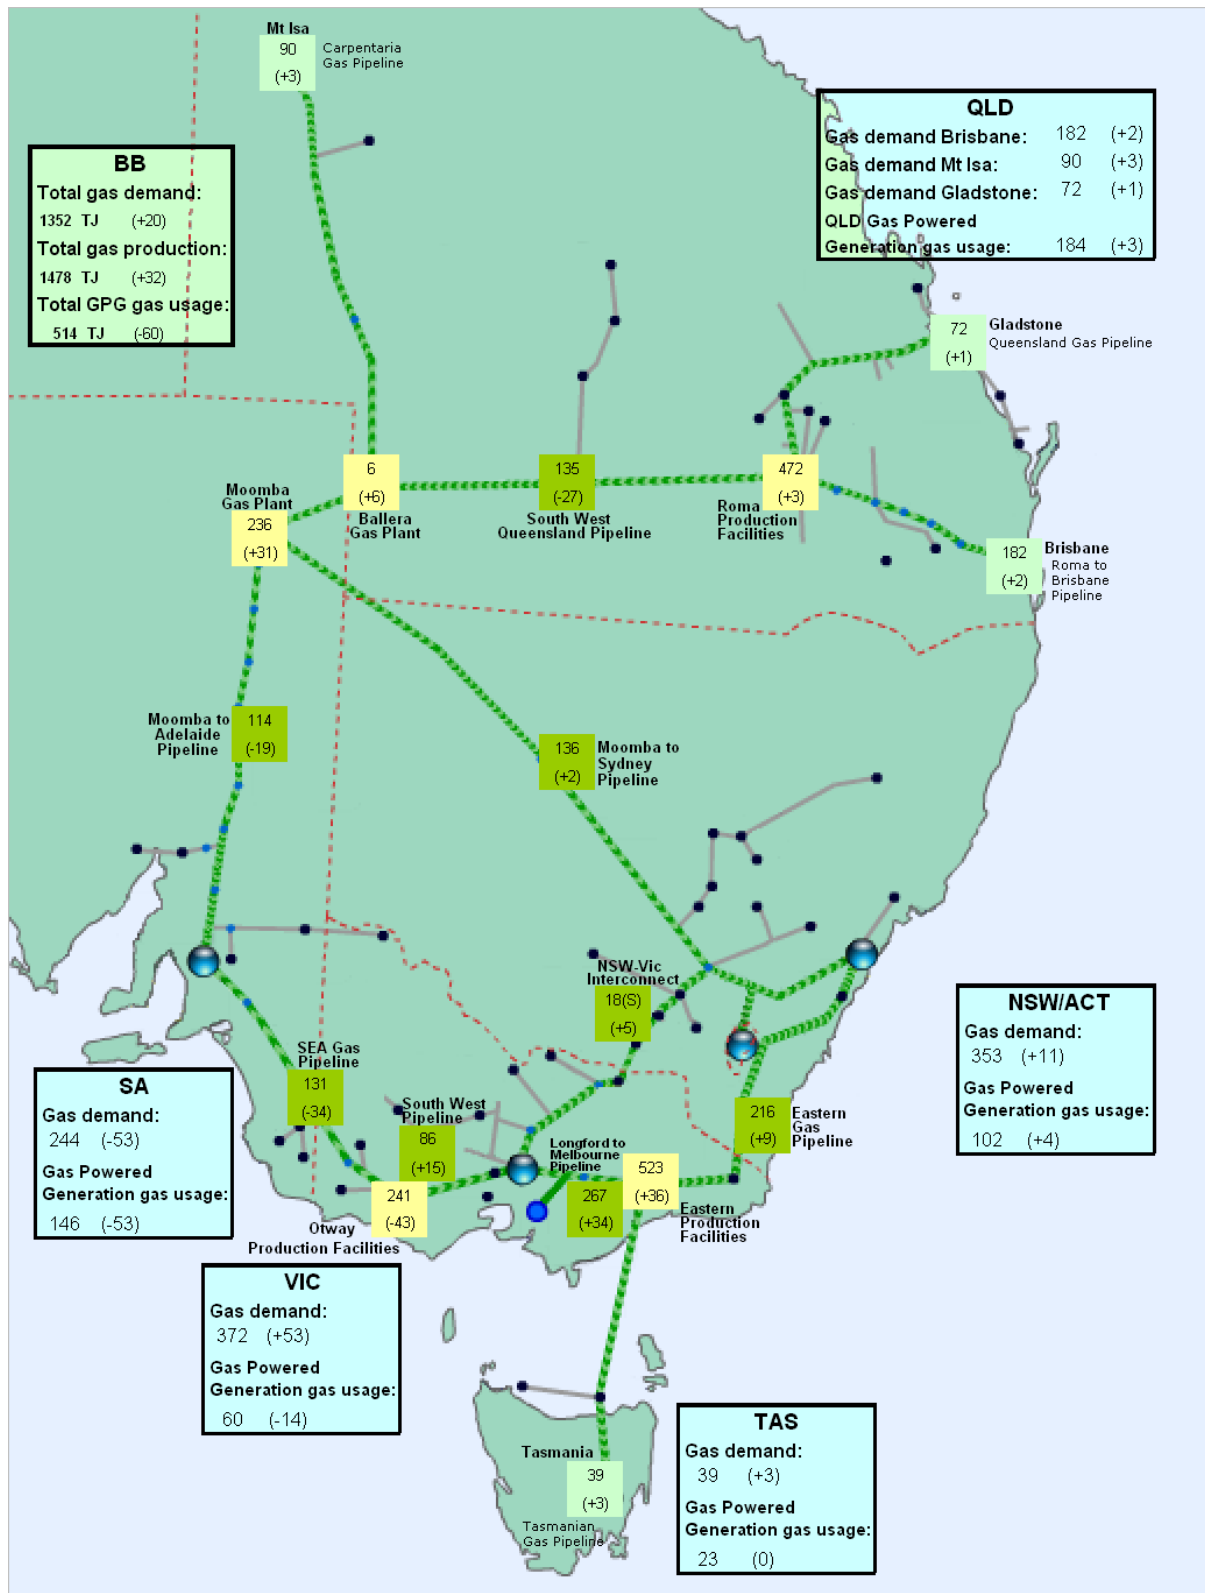 Mt Isa
90
(+3)
Carpentaria
Gas Pipeline
QLD
Gas demand Brisbane: 182 (+2)
Gas demand Mt Isa: 90 (+3)
Gas demand Gladstone: 72 (+1)
QLD Gas Powered
Generation gas usage: 184 (+3)
BB
Total gas demand:
1352 TJ (+20)
Total gas production:
1478 TJ (+32)
Total GPG gas usage:
514 TJ (-60)
72
(+1)
Gladstone
Queensland Gas Pipeline
Moomba
Gas Plant
236
(+31)
6
(+6)
Ballera
Gas Plant
135
(-27)
South West
Queensland Pipeline
472
(+3)
Roma
Production
Facilities
182
(+2)
Brisbane
Roma to
Brisbane
Pipeline
Moomba to
Adelaide
Pipeline
114
(-19)
136
(+2)
Moomba to
Sydney
Pipeline
NSW-Vic
Interconnect
18(S)
(+5)
NSW/ACT
Gas demand:
353 (+11)
Gas Powered
Generation gas usage:
102 (+4)
SEA Gas
Pipeline
131
(-34)
SA
Gas demand:
244 (-53)
Gas Powered
Generation gas usage:
146 (-53)
South West
Pipeline
86
(+15)
Longford to
Melbourne
Pipeline
267
(+34)
523
(+36)
Eastern
Production
Facilities
216
(+9)
Eastern
Gas
Pipeline
241
(-43)
Otway
Production Facilities
VIC
Gas demand:
372 (+53)
Gas Powered
Generation gas usage:
60 (-14)
Tasmania
39
(+3)
Tasmanian
Gas Pipeline
TAS
Gas demand:
39 (+3)
Gas Powered
Generation gas usage:
23 (0)